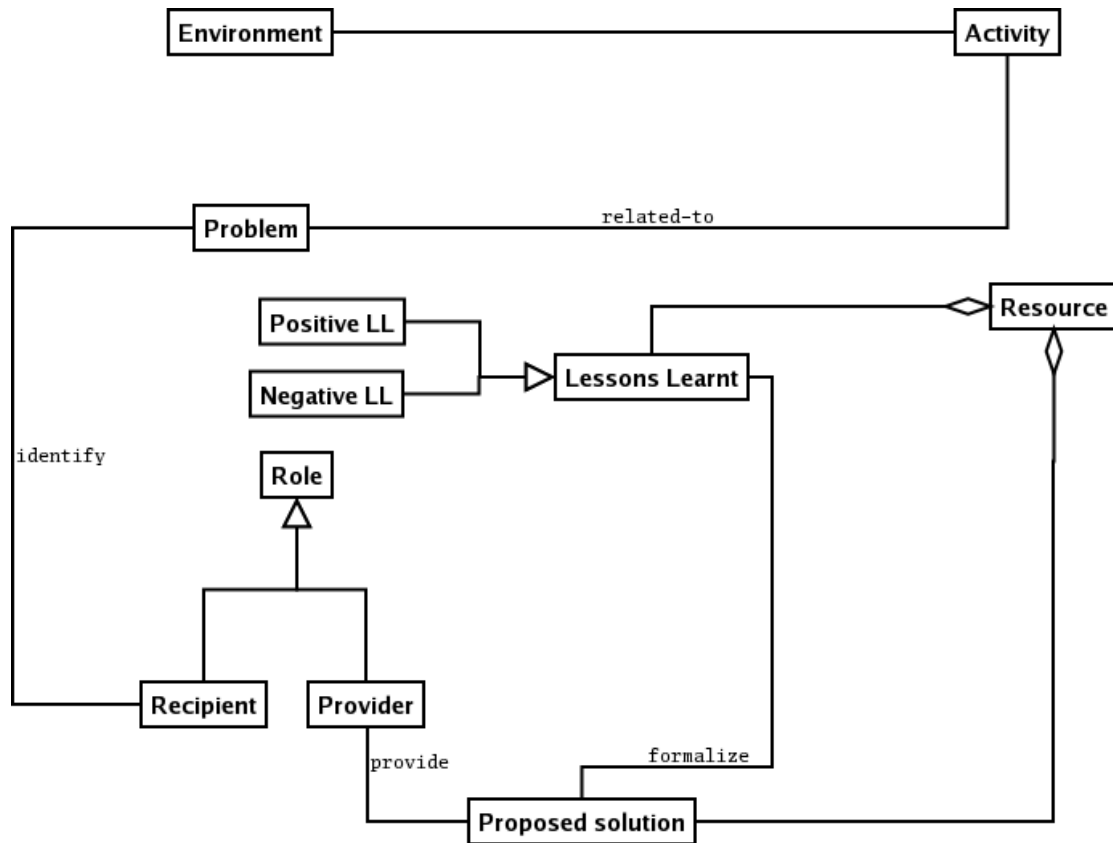 Environment
Activity
related-to
Problem
Resource
Positive LL
Lessons Learnt
Negative LL
identify
Role
Recipient
Provider
formalize
provide
Proposed solution